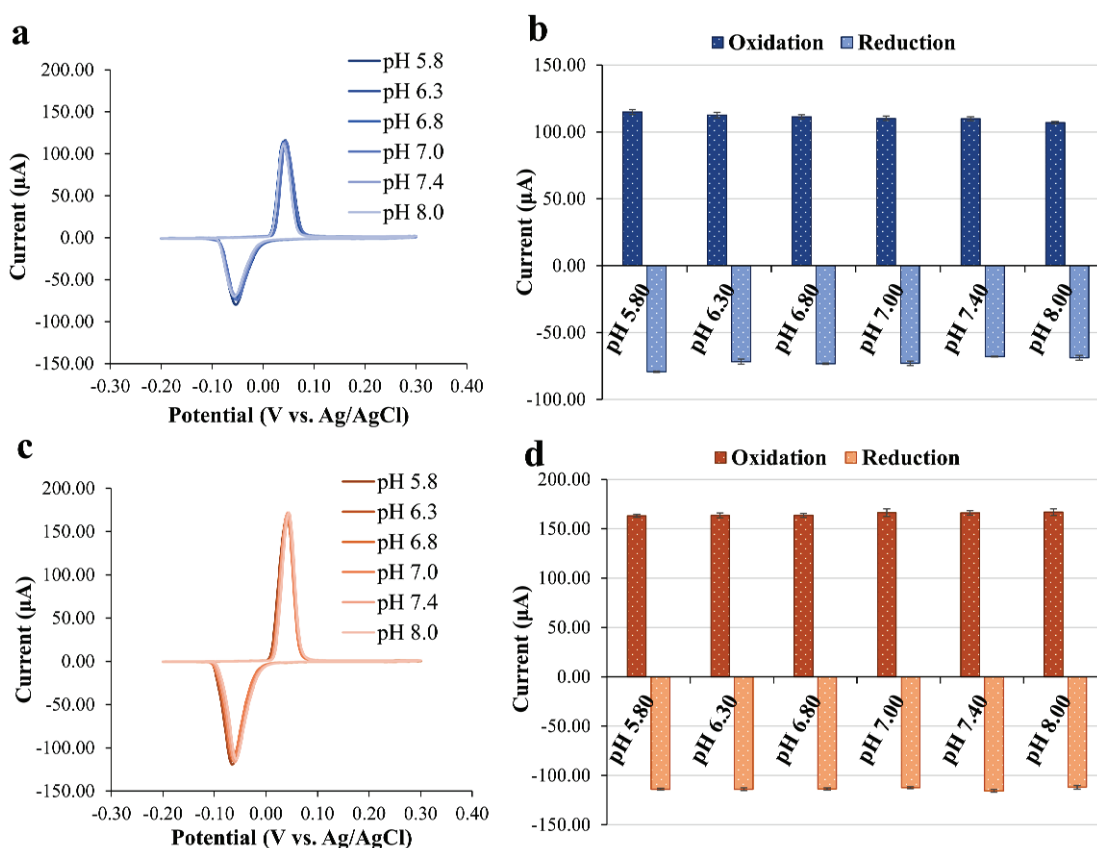 a
pH 5.8
pH 6.3
pH 6.8
pH 7.0
pH 7.4
pH 8.0
200.00
150.00
100.00
50.00
0.00
-50.00
-100.00
-150.00
Current (µA)
-0.30 -0.20 -0.10 0.00 0.10 0.20 0.30 0.40
Potential (V vs. Ag/AgCl)
b
Oxidation Reduction
150.00
100.00
50.00
0.00
-50.00
-100.00
Current (µA)
pH 5.80 pH 6.30 pH 6.80 pH 7.00 pH 7.40 pH 8.00
c
pH 5.8
pH 6.3
pH 6.8
pH 7.0
pH 7.4
pH 8.0
200.00
150.00
100.00
50.00
0.00
-50.00
-100.00
-150.00
Current (µA)
-0.30 -0.20 -0.10 0.00 0.10 0.20 0.30 0.40
Potential (V vs. Ag/AgCl)
d
Oxidation Reduction
200.00
150.00
100.00
50.00
0.00
-50.00
-100.00
-150.00
Current (µA)
pH 5.80 pH 6.30 pH 6.80 pH 7.00 pH 7.40 pH 8.00